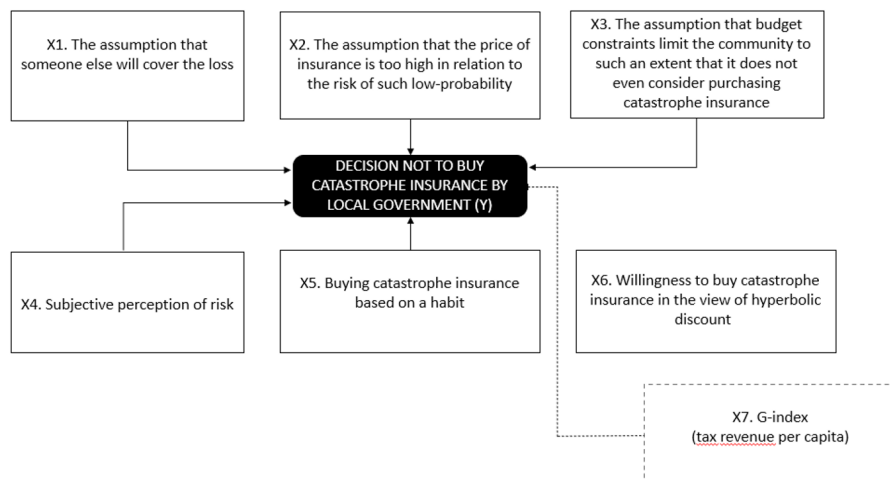 X1. The assumption that
someone else will cover the loss
X2. The assumption that the price of
insurance is too high in relation to
the risk of such low-probability
X3. The assumption that budget
constraints limit the community to
such an extent that it does not
even consider purchasing
catastrophe insurance
DECISION NOT TO BUY
CATASTROPHE INSURANCE BY
LOCAL GOVERNMENT (Y)
X4. Subjective perception of risk
X5. Buying catastrophe insurance
based on a habit
X6. Willingness to buy catastrophe
insurance in the view of hyperbolic
discount
X7. G-index
(tax revenue per capita)